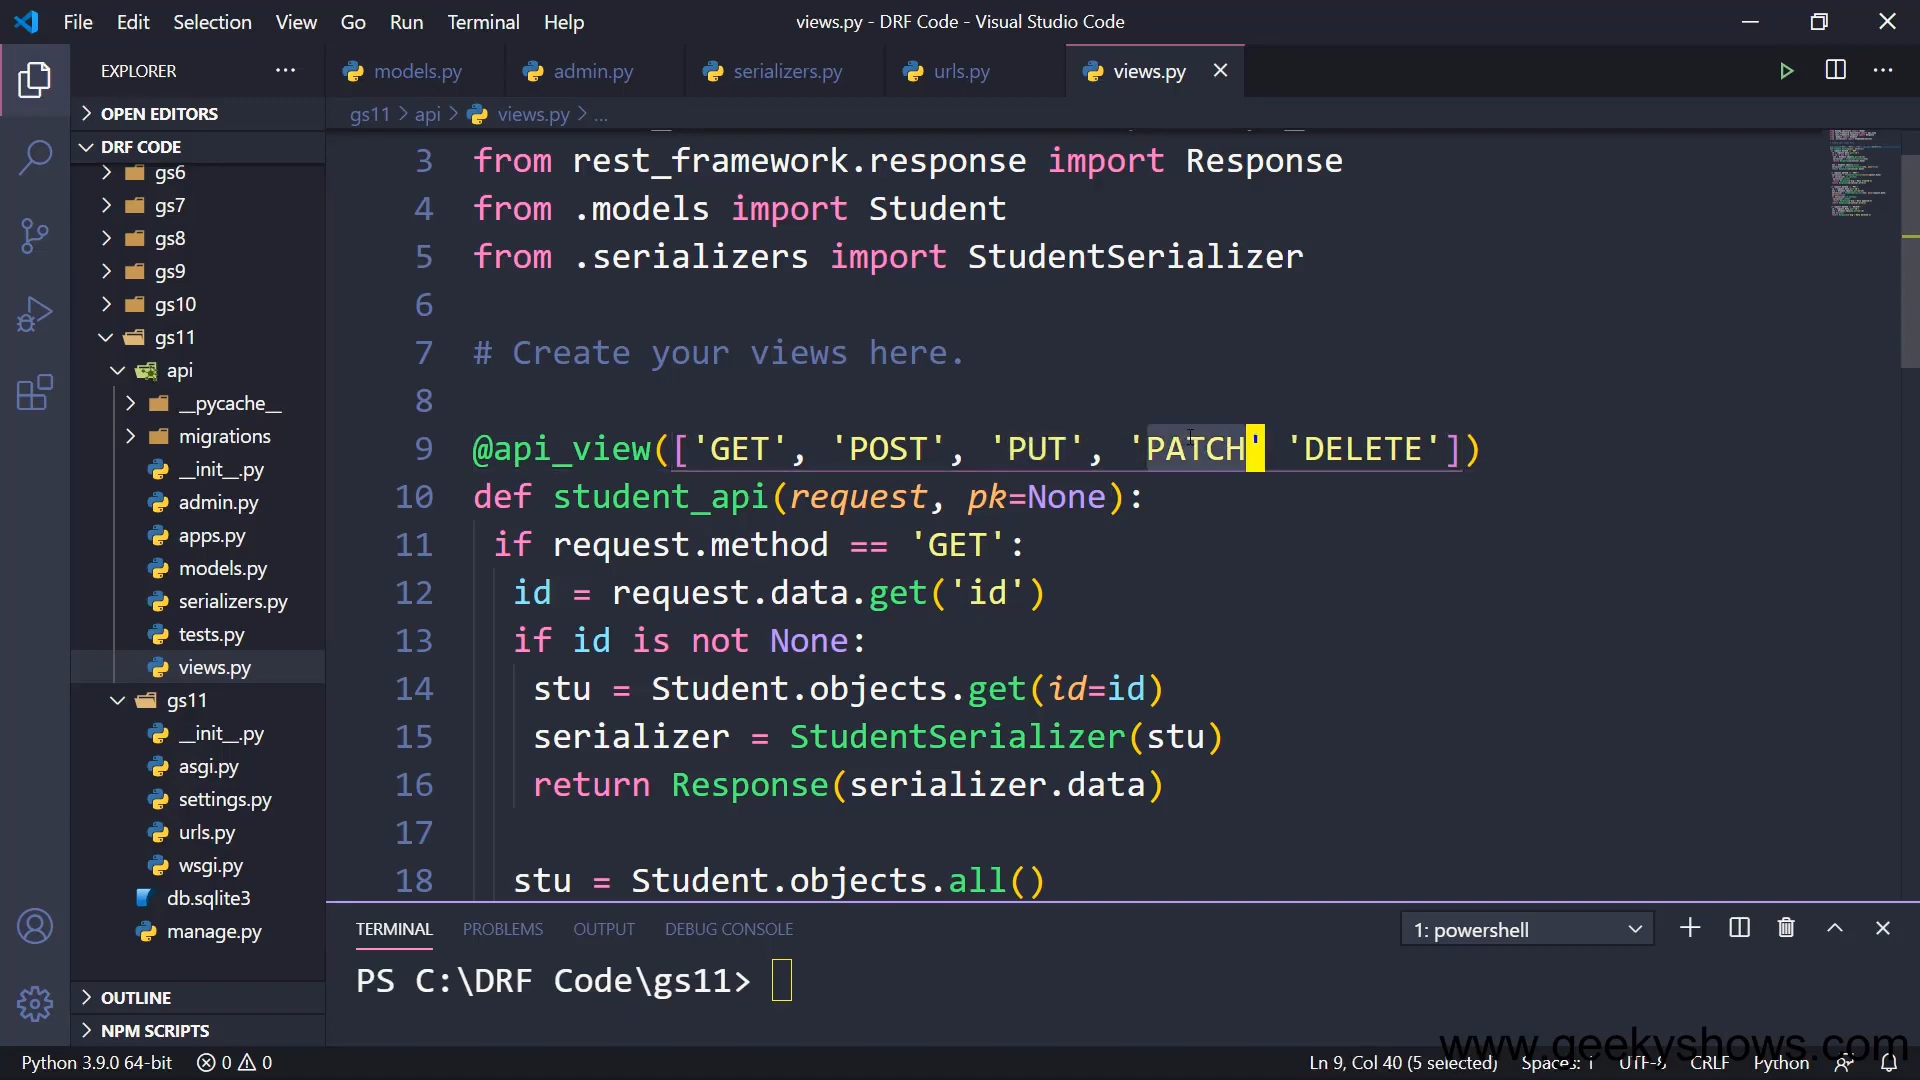 File Edit Selection View Go Run Terminal Help
views.py - DRF Code - Visual Studio Code
EXPLORER
models.py
admin.py
serializers.py
urls.py
views.py
OPEN EDITORS
gs11 > api > views.py > ...
DRF CODE
gs6
gs7
gs8
gs9
gs10
gs11
api
__pycache__
migrations
__init__.py
admin.py
apps.py
models.py
serializers.py
tests.py
views.py
gs11
__init__.py
asgi.py
settings.py
urls.py
wsgi.py
db.sqlite3
manage.py
OUTLINE
NPM SCRIPTS
3 from rest_framework.response import Response
4 from .models import Student
5 from .serializers import StudentSerializer
6
7 # Create your views here.
8
9 @api_view(['GET', 'POST', 'PUT', 'PATCH' 'DELETE'])
10 def student_api(request, pk=None):
11 if request.method == 'GET':
12 id = request.data.get('id')
13 if id is not None:
14 stu = Student.objects.get(id=id)
15 serializer = StudentSerializer(stu)
16 return Response(serializer.data)
17
18 stu = Student.objects.all()
TERMINAL PROBLEMS OUTPUT DEBUG CONSOLE
1: powershell
PS C:\DRF Code\gs11>
www.geekyshows.com
Python 3.9.0 64-bit 0 0
Ln 9, Col 40 (5 selected) Spaces: 1 UTF-8 CRLF Python